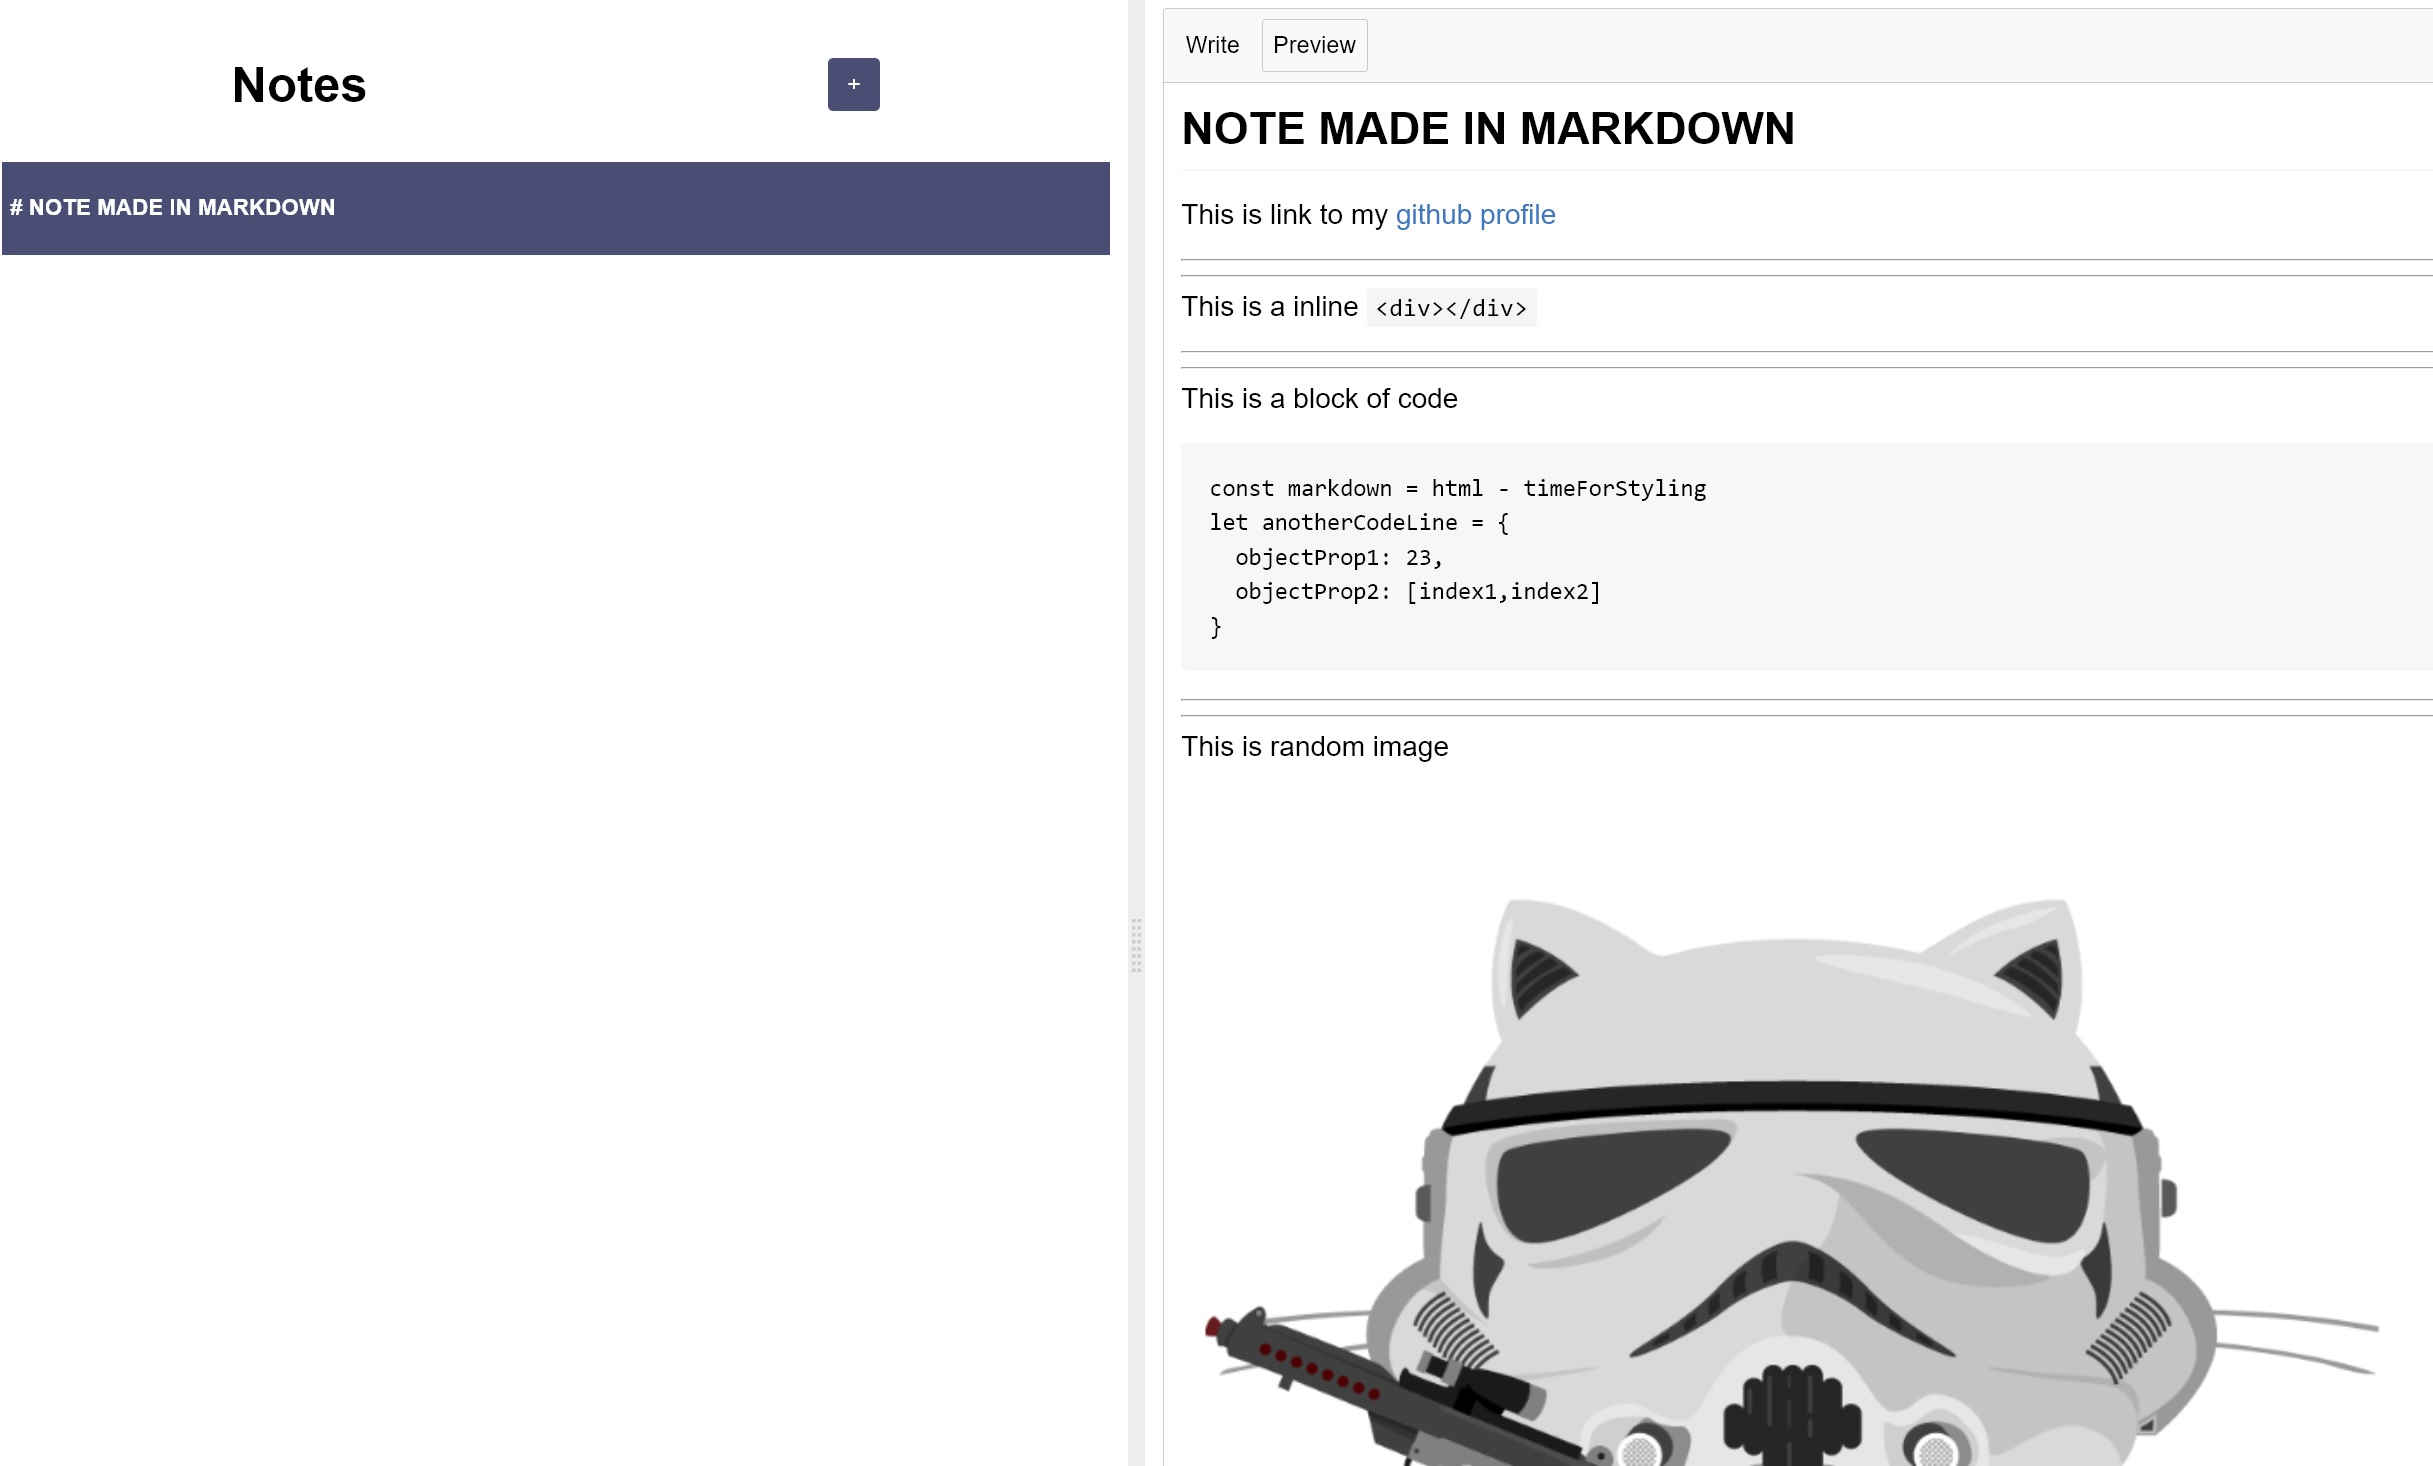 Notes
+
# NOTE MADE IN MARKDOWN
Write Preview
NOTE MADE IN MARKDOWN
This is link to my github profile
This is a inline <div></div>
This is a block of code
const markdown = html - timeForStyling
let anotherCodeLine = {
  objectProp1: 23,
  objectProp2: [index1,index2]
}
This is random image